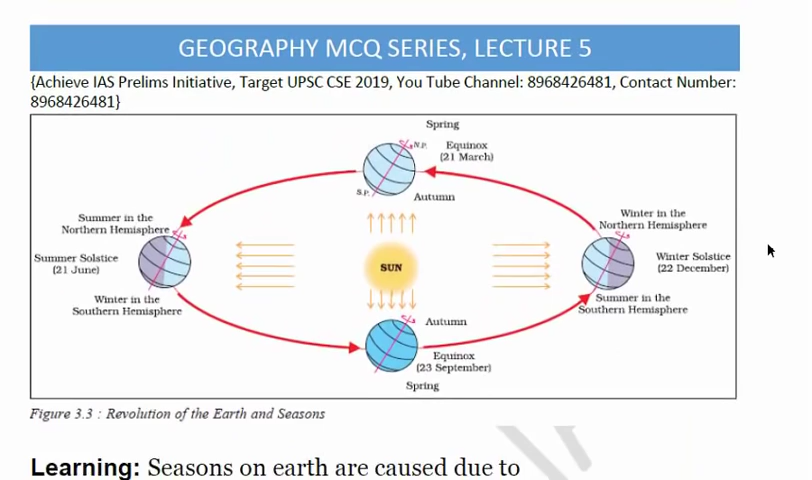 GEOGRAPHY MCQ SERIES, LECTURE 5
{Achieve IAS Prelims Initiative, Target UPSC CSE 2019, You Tube Channel: 8968426481, Contact Number:
8968426481}
Spring
N.P.
Equinox
(21 March)
S.P.
Autumn
Summer in the
Northern Hemisphere
Summer Solstice
(21 June)
Winter in the
Southern Hemisphere
SUN
Winter in the
Northern Hemisphere
Winter Solstice
(22 December)
Summer in the
Southern Hemisphere
Autumn
Equinox
(23 September)
Spring
Figure 3.3 : Revolution of the Earth and Seasons
Learning: Seasons on earth are caused due to